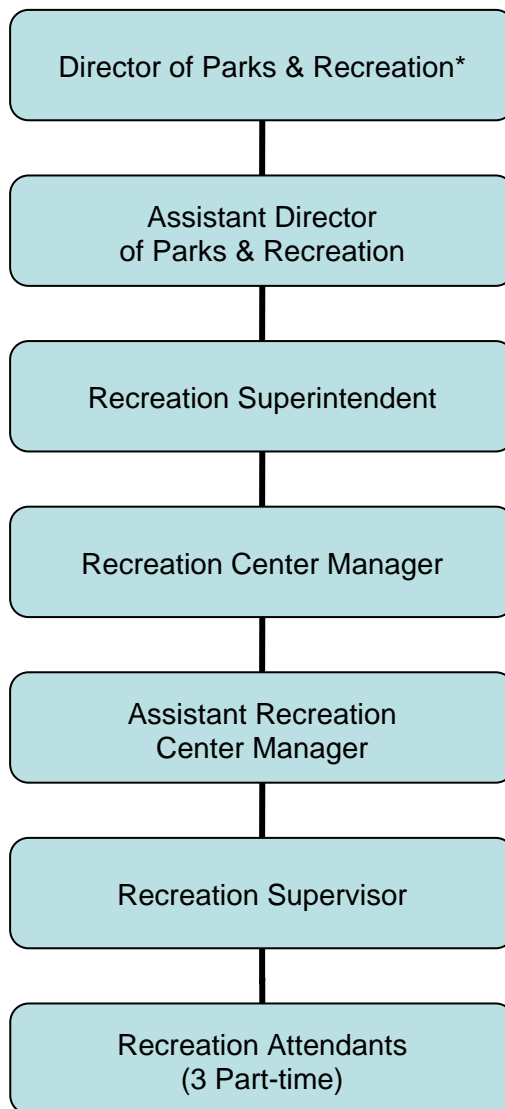 Director of Parks & Recreation*
Assistant Director
of Parks & Recreation
Recreation Superintendent
Recreation Center Manager
Assistant Recreation
Center Manager
Recreation Supervisor
Recreation Attendants
(3 Part-time)